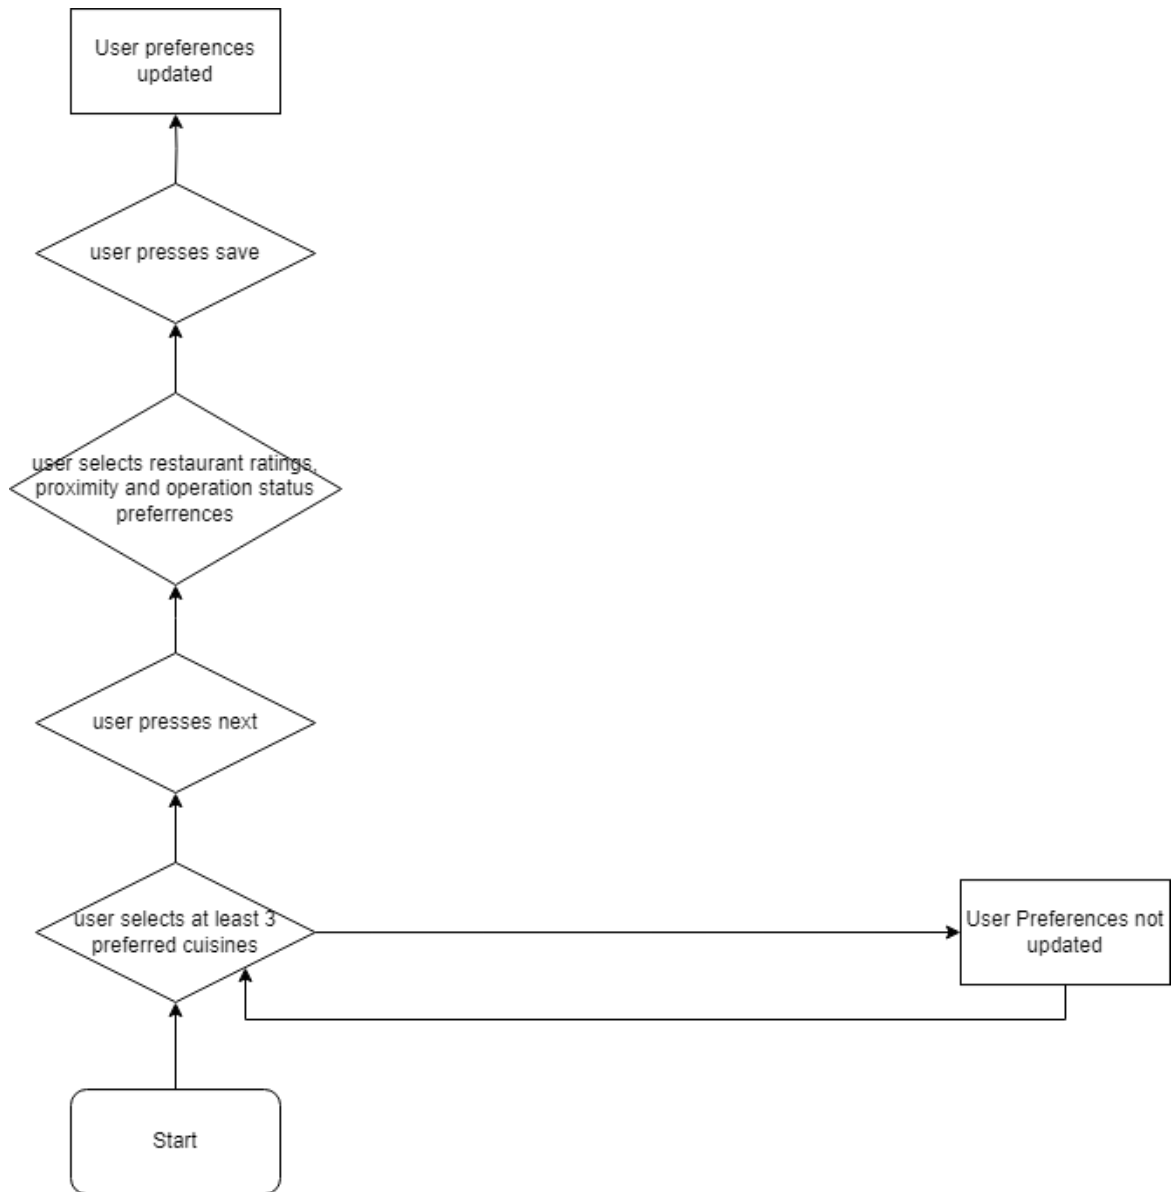 User preferences
updated
user presses save
user selects restaurant ratings,
proximity and operation status
preferrences
user presses next
user selects at least 3
preferred cuisines
User Preferences not
updated
Start